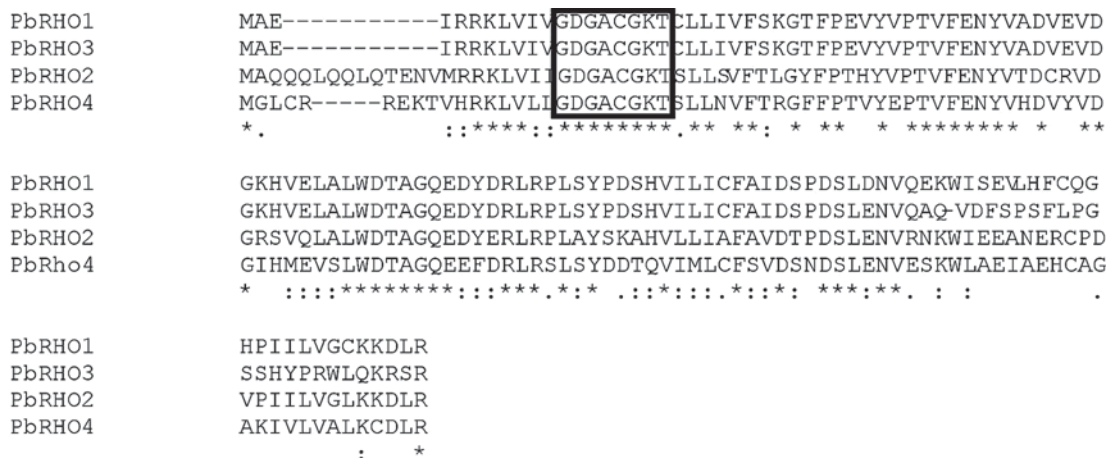 PbRHO1 MAE-----------IRRKLVIVGDGACGKTCLLIVFSKGTFPEVYVPTVFENYVADVEVD
PbRHO3 MAE-----------IRRKLVIVGDGACGKTCLLIVFSKGTFPEVYVPTVFENYVADVEVD
PbRHO2 MAQQQLQQLQTENVMRRKLVIIGDGACGKTSLLSVFTLGYFPTHYVPTVFENYVTDCRVD
PbRHO4 MGLCR-----REKTVHRKLVLLGDGACGKTSLLNVFTRGFFPTVYEPTVFENYVHDVYVD
*. ::****::********.** **: * ** * ******** * **
PbRHO1 GKHVELALWDTAGQEDYDRLRPLSYPDSHVILICFAIDSPDSLDNVQEKWISEVLHFCQG
PbRHO3 GKHVELALWDTAGQEDYDRLRPLSYPDSHVILICFAIDSPDSLENVQAQ-VDFSPSFLPG
PbRHO2 GRSVQLALWDTAGQEDYERLRPLAYSKAHVLLIAFAVDTPDSLENVRNKWIEEANERCPD
PbRho4 GIHMEVSLWDTAGQEEFDRLRSLSYDDTQVIMLCFSVDSNDSLENVESKWLAEIAEHCAG
* ::::********:::***.*:* .::*:::.*::*: ***:**. : : .
PbRHO1 HPIILVGCKKDLR
PbRHO3 SSHYPRWLQKRSR
PbRHO2 VPIILVGLKKDLR
PbRHO4 AKIVLVALKCDLR
: *